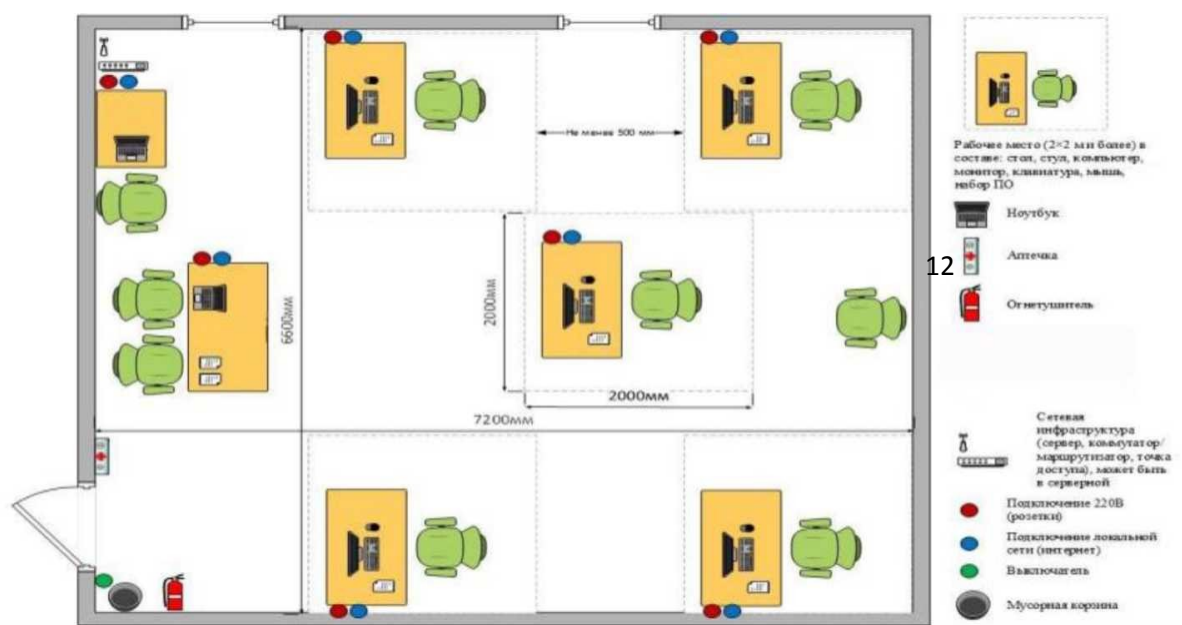 Не менее 500 мм
2000мм
6600мм
2000мм
7200мм
Рабочее место (2×2 м и более) в
составе: стол, стул, компьютер,
монитор, клавиатура, мышь,
набор ПО
Ноутбук
12
Аптечка
Огнетушитель
Сетевая
инфраструктура
(сервер, коммутатор/
маршрутизатор, точка
доступа), может быть
в серверной
Подключение 220В
(розетки)
Подключение локальной
сети (интернет)
Выключатель
Мусорная корзина